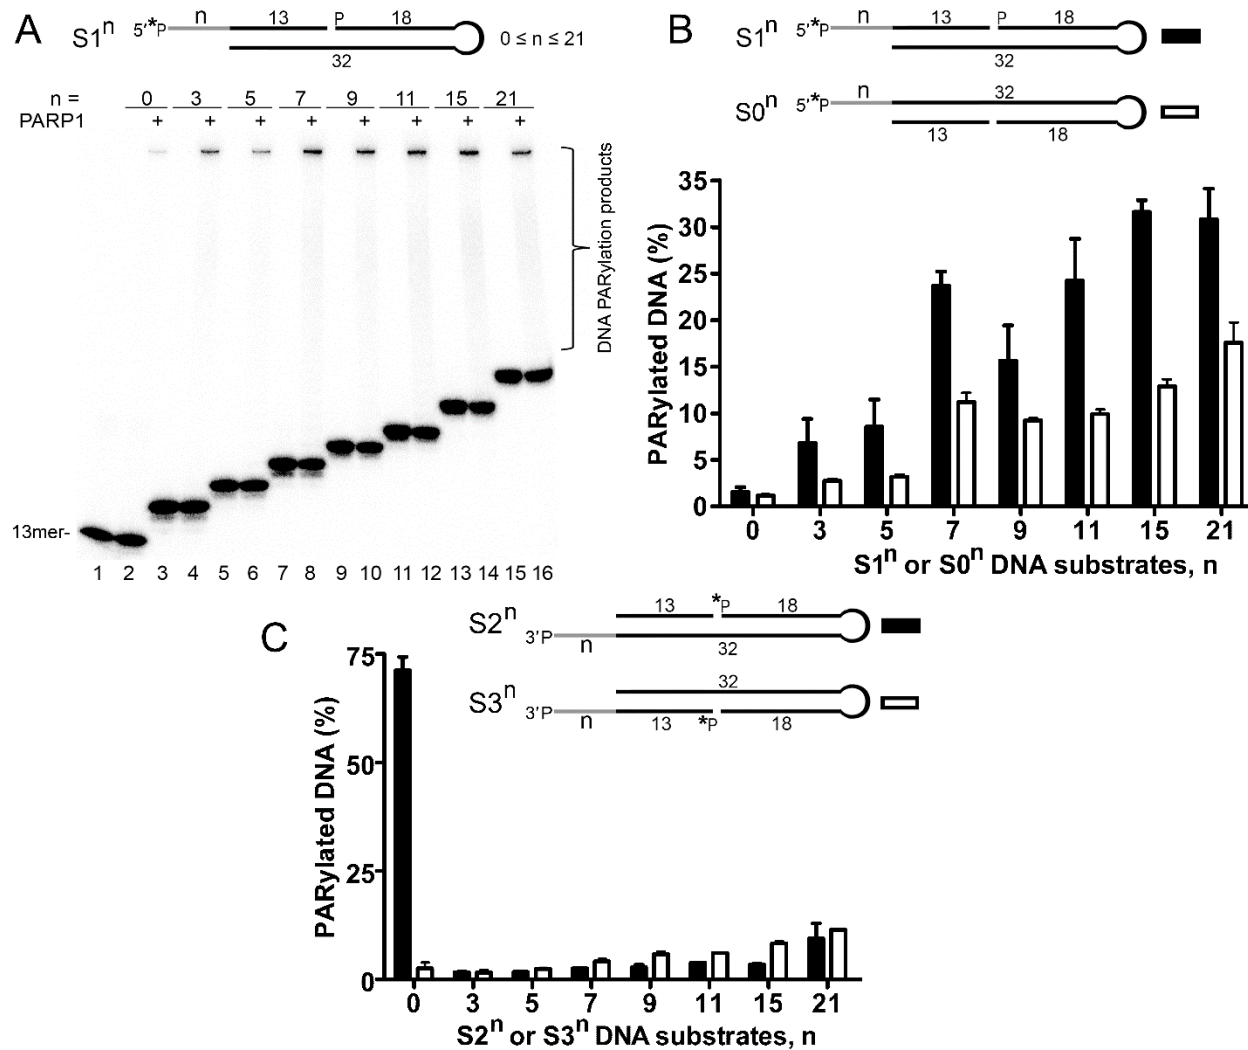 A
S1ⁿ 5'*P n 13 P 18
32
0 ≤ n ≤ 21
n = 0 3 5 7 9 11 15 21
PARP1 + + + + + + + +
DNA PARylation products
13mer-
1 2 3 4 5 6 7 8 9 10 11 12 13 14 15 16
B
S1ⁿ 5'*P n 13 P 18
32
S0ⁿ 5'*P n 32
13 18
PARylated DNA (%)
35
30
25
20
15
10
5
0
0 3 5 7 9 11 15 21
S1ⁿ or S0ⁿ DNA substrates, n
C
S2ⁿ 13 *P 18
3'P n 32
S3ⁿ 32
3'P n 13 *P 18
PARylated DNA (%)
75
50
25
0
0 3 5 7 9 11 15 21
S2ⁿ or S3ⁿ DNA substrates, n